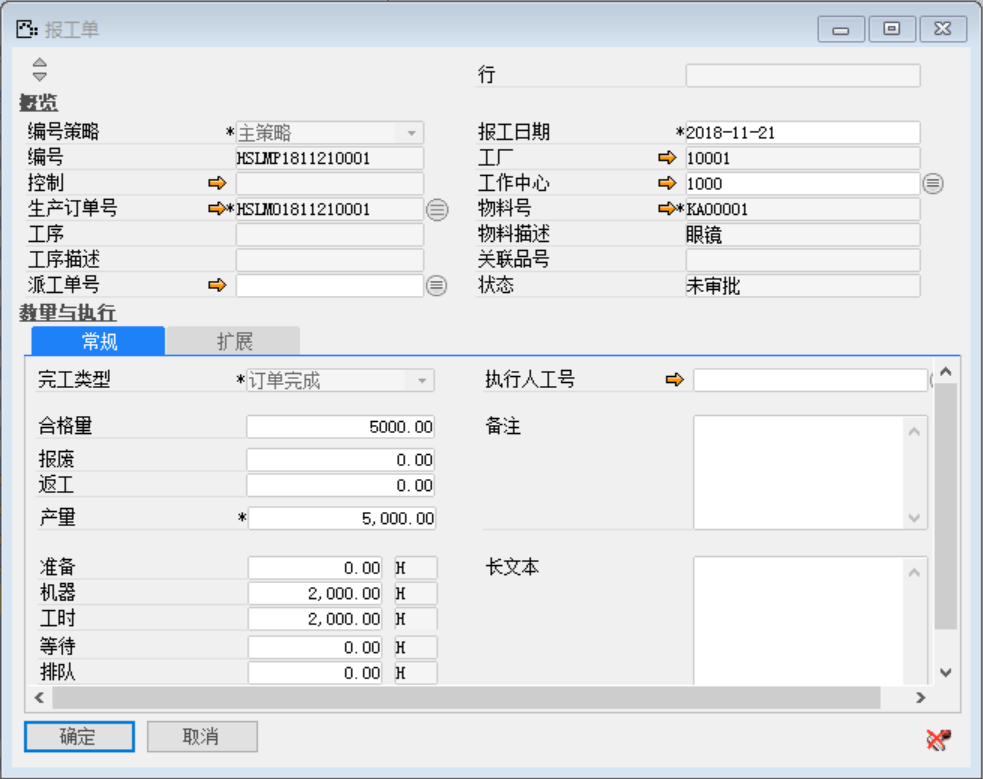 报工单
行
概览
编号策略 *主策略 报工日期 *2018-11-21
编号 HSLMP1811210001 工厂 10001
控制 工作中心 1000
生产订单号 *HSLMO1811210001 物料号 *KA00001
工序 物料描述 眼镜
工序描述 关联品号
派工单号 状态 未审批
数量与执行
常规 扩展
完工类型 *订单完成 执行人工号
合格量 5000.00 备注
报废 0.00
返工 0.00
产量 * 5,000.00
准备 0.00 H 长文本
机器 2,000.00 H
工时 2,000.00 H
等待 0.00 H
排队 0.00 H
确定 取消